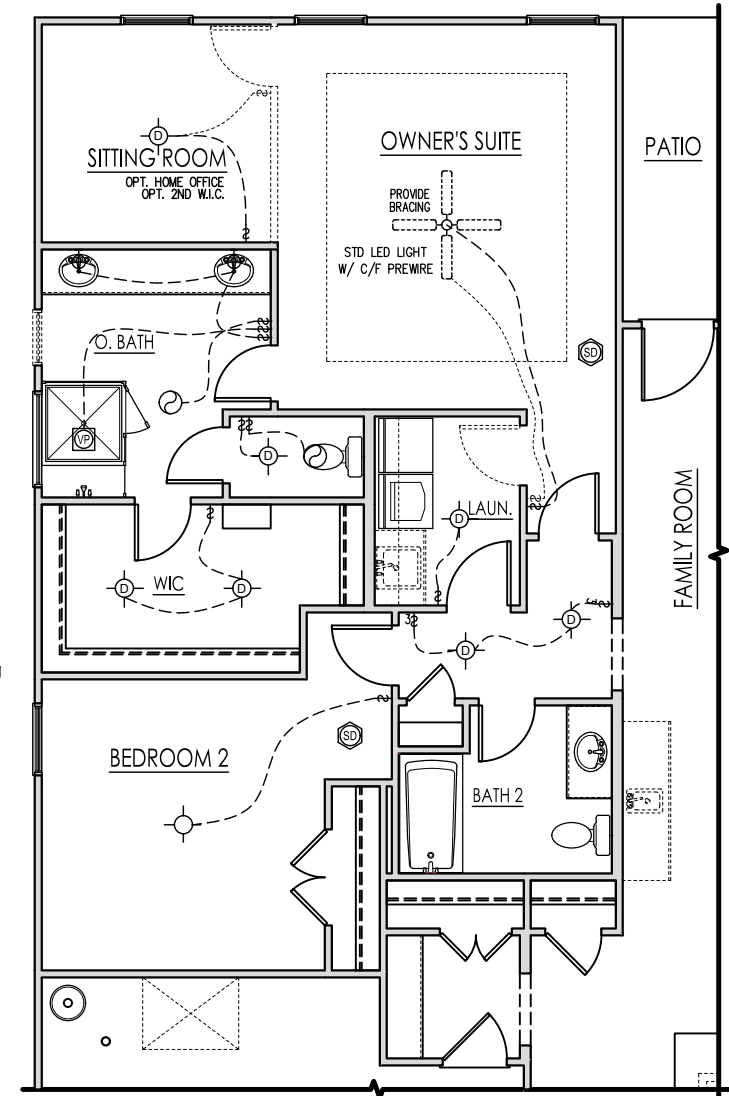 OWNER'S SUITE
PATIO
D
SITTING ROOM
OPT. HOME OFFICE
OPT. 2ND W.I.C.
PROVIDE
BRACING
STD LED LIGHT
W/ C/F PREWIRE
O. BATH
SD
VP
D
D
LAUN.
FAMILY ROOM
D
WIC
D
D
D
3
SD
BEDROOM 2
BATH 2